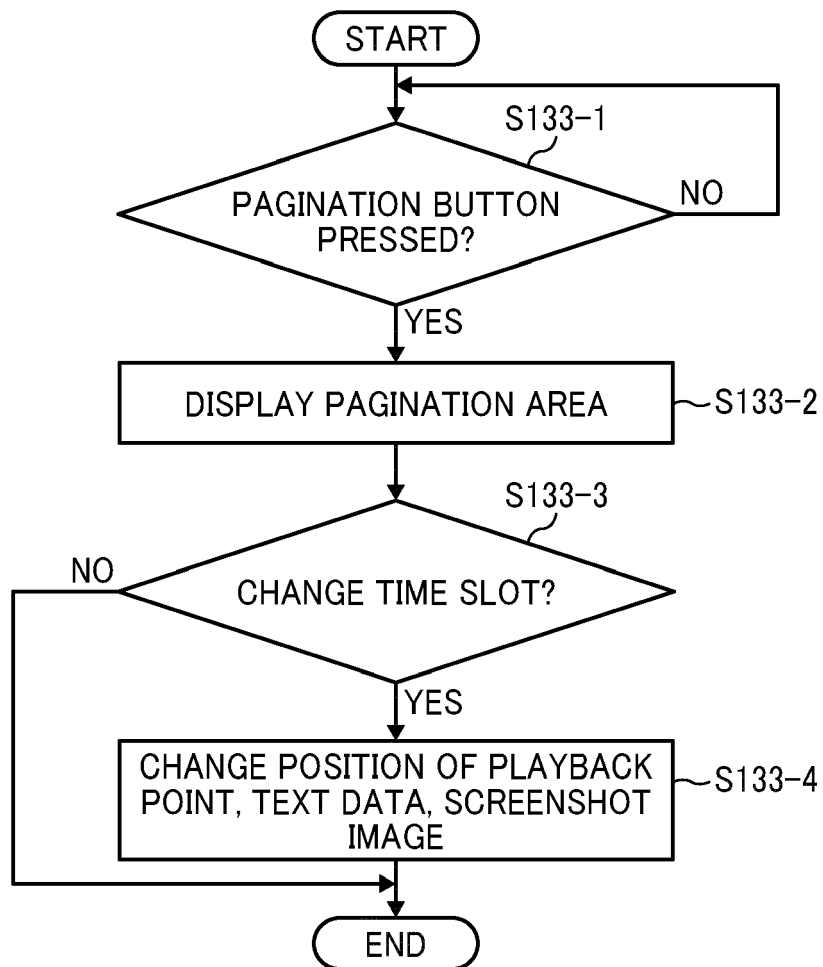 START
S133-1
PAGINATION BUTTON
PRESSED?
NO
YES
DISPLAY PAGINATION AREA
S133-2
S133-3
NO
CHANGE TIME SLOT?
YES
CHANGE POSITION OF PLAYBACK
POINT, TEXT DATA, SCREENSHOT
IMAGE
S133-4
END